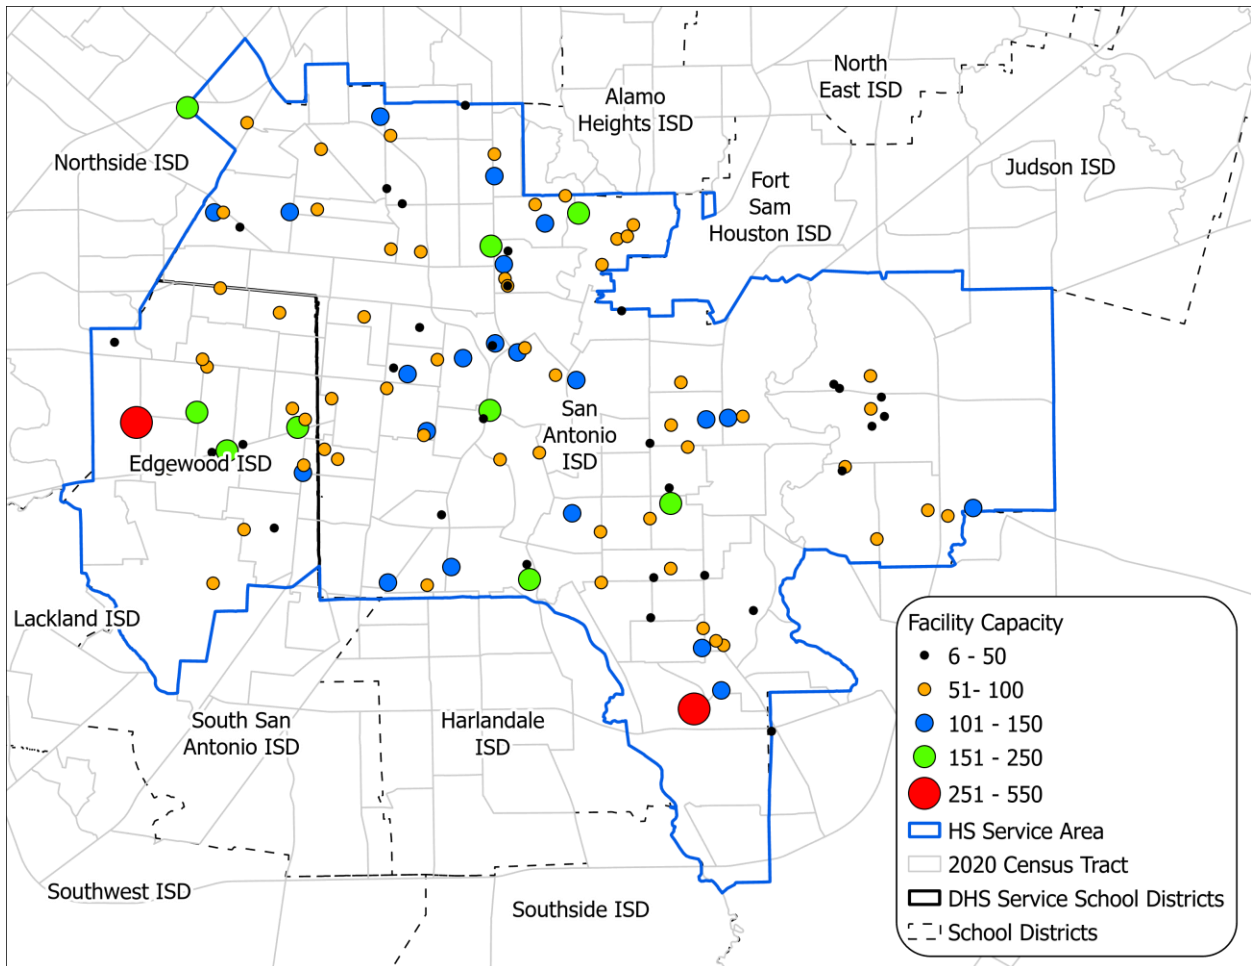 North
East ISD
Alamo
Heights ISD
Northside ISD
Judson ISD
Fort
Sam
Houston ISD
San
Antonio
ISD
Edgewood ISD
Lackland ISD
South San
Antonio ISD
Harlandale
ISD
Southwest ISD
Southside ISD
Facility Capacity
6 - 50
51- 100
101 - 150
151 - 250
251 - 550
HS Service Area
2020 Census Tract
DHS Service School Districts
School Districts